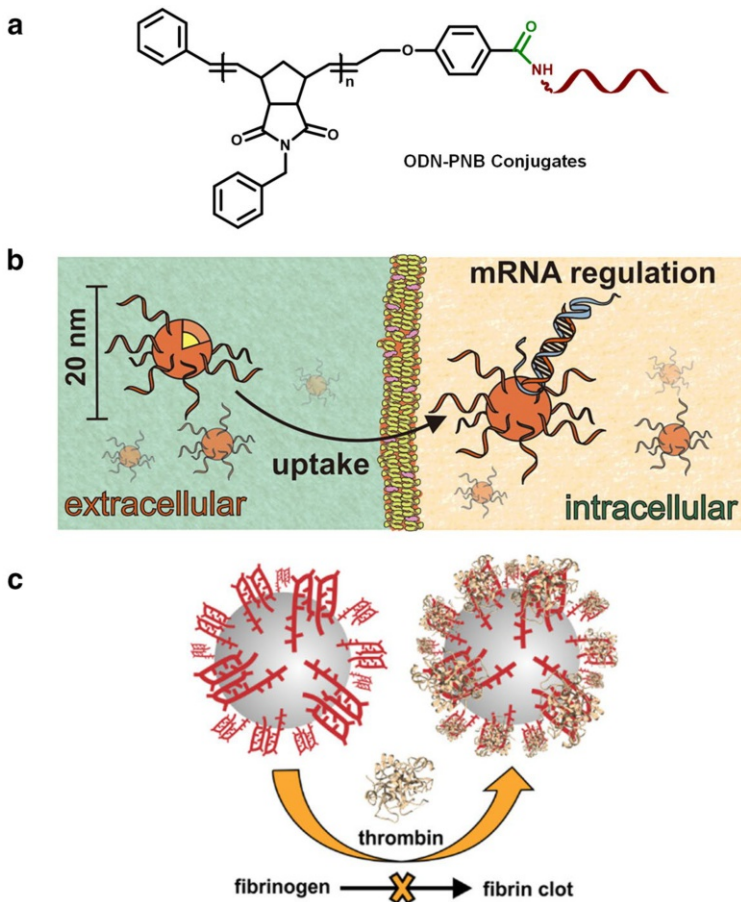 a
O
O
NH
n
O
N
O
ODN-PNB Conjugates
b
mRNA regulation
20 nm
uptake
extracellular
intracellular
c
thrombin
fibrinogen
fibrin clot